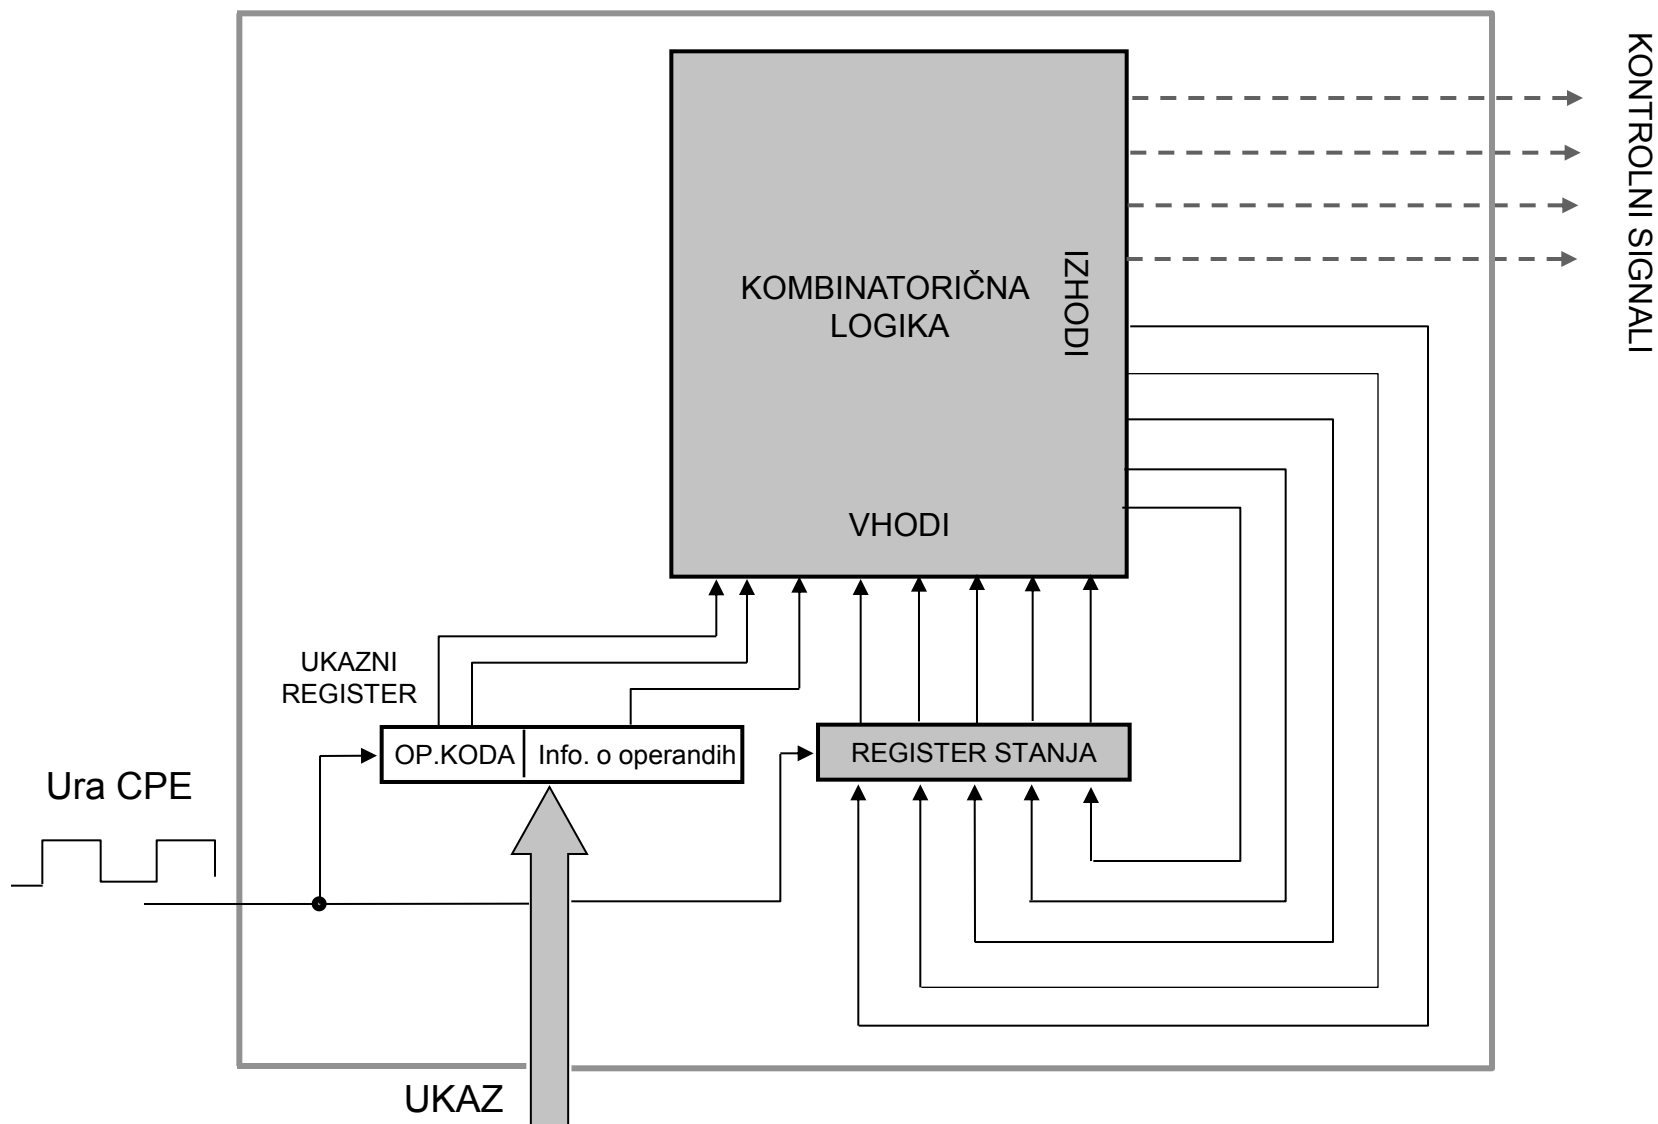 KONTROLNI SIGNALI
KOMBINATORIČNA
LOGIKA
IZHODI
VHODI
UKAZNI
REGISTER
OP.KODA
Info. o operandih
REGISTER STANJA
Ura CPE
UKAZ